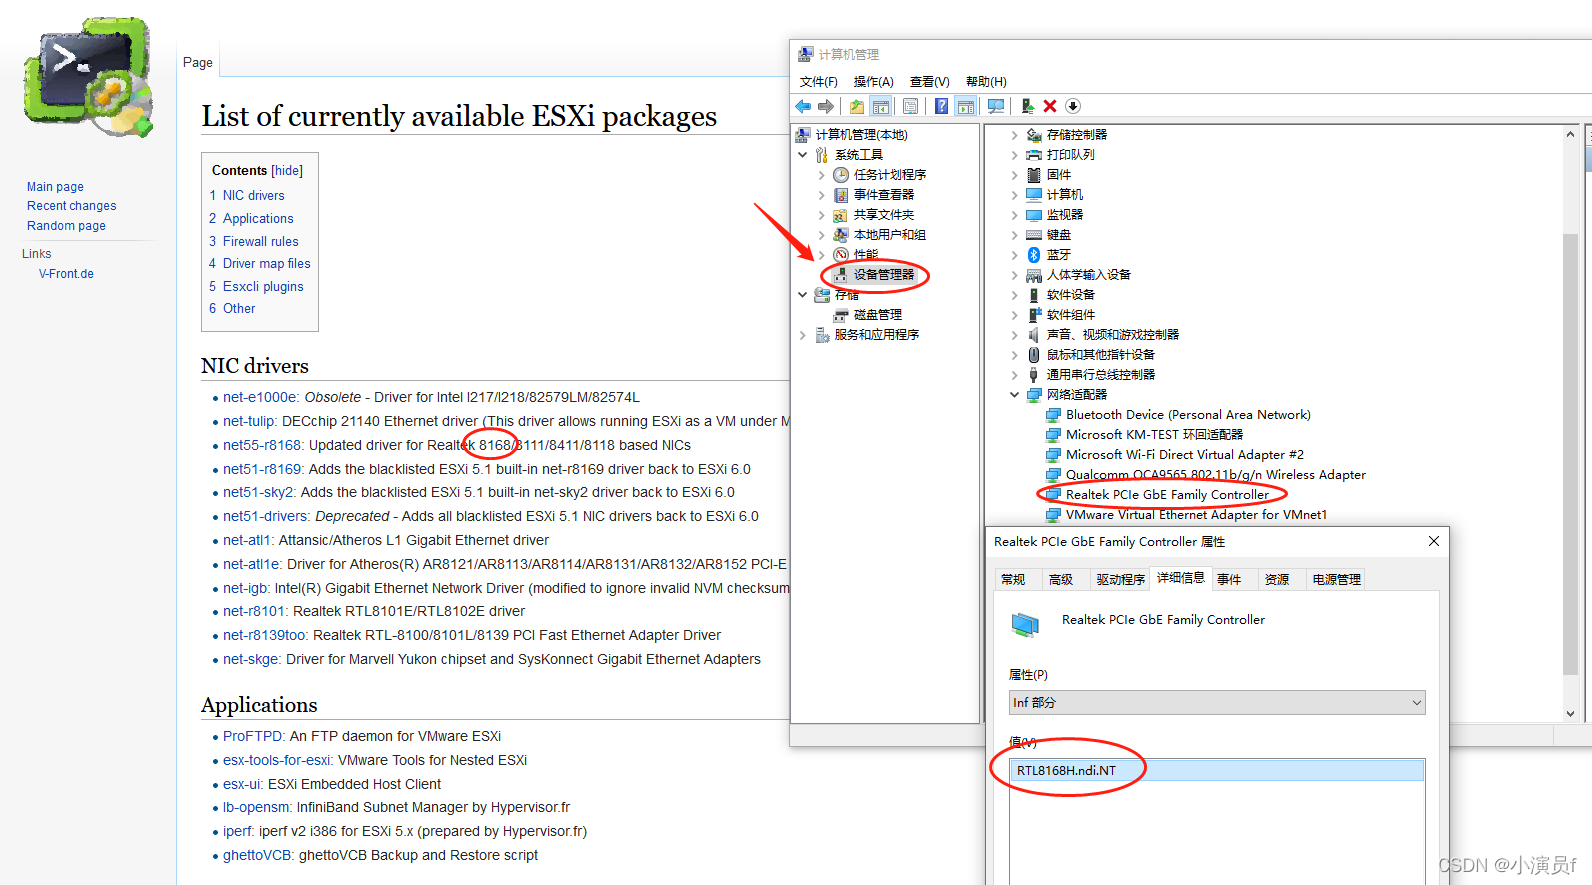 Page
List of currently available ESXi packages
Contents [hide]
1 NIC drivers
2 Applications
3 Firewall rules
4 Driver map files
5 Esxcli plugins
6 Other
Main page
Recent changes
Random page
Links
V-Front.de
NIC drivers
net-e1000e: Obsolete - Driver for Intel I217/I218/82579LM/82574L
net-tulip: DECchip 21140 Ethernet driver (This driver allows running ESXi as a VM under M
net55-r8168: Updated driver for Realtek 8168/8111/8411/8118 based NICs
net51-r8169: Adds the blacklisted ESXi 5.1 built-in net-r8169 driver back to ESXi 6.0
net51-sky2: Adds the blacklisted ESXi 5.1 built-in net-sky2 driver back to ESXi 6.0
net51-drivers: Deprecated - Adds all blacklisted ESXi 5.1 NIC drivers back to ESXi 6.0
net-atl1: Attansic/Atheros L1 Gigabit Ethernet driver
net-atl1e: Driver for Atheros(R) AR8121/AR8113/AR8114/AR8131/AR8132/AR8152 PCI-E
net-igb: Intel(R) Gigabit Ethernet Network Driver (modified to ignore invalid NVM checksum
net-r8101: Realtek RTL8101E/RTL8102E driver
net-r8139too: Realtek RTL-8100/8101L/8139 PCI Fast Ethernet Adapter Driver
net-skge: Driver for Marvell Yukon chipset and SysKonnect Gigabit Ethernet Adapters
Applications
ProFTPD: An FTP daemon for VMware ESXi
esx-tools-for-esxi: VMware Tools for Nested ESXi
esx-ui: ESXi Embedded Host Client
lb-opensm: InfiniBand Subnet Manager by Hypervisor.fr
iperf: iperf v2 i386 for ESXi 5.x (prepared by Hypervisor.fr)
ghettoVCB: ghettoVCB Backup and Restore script
计算机管理
文件(F) 操作(A) 查看(V) 帮助(H)
计算机管理(本地)
系统工具
任务计划程序
事件查看器
共享文件夹
本地用户和组
性能
设备管理器
存储
磁盘管理
服务和应用程序
存储控制器
打印队列
固件
计算机
监视器
键盘
蓝牙
人体学输入设备
软件设备
软件组件
声音、视频和游戏控制器
鼠标和其他指针设备
通用串行总线控制器
网络适配器
Bluetooth Device (Personal Area Network)
Microsoft KM-TEST 环回适配器
Microsoft Wi-Fi Direct Virtual Adapter #2
Qualcomm QCA9565 802.11b/g/n Wireless Adapter
Realtek PCIe GbE Family Controller
VMware Virtual Ethernet Adapter for VMnet1
Realtek PCIe GbE Family Controller 属性
常规 高级 驱动程序 详细信息 事件 资源 电源管理
Realtek PCIe GbE Family Controller
属性(P)
Inf 部分
值(V)
RTL8168H.ndi.NT
CSDN @小演员f